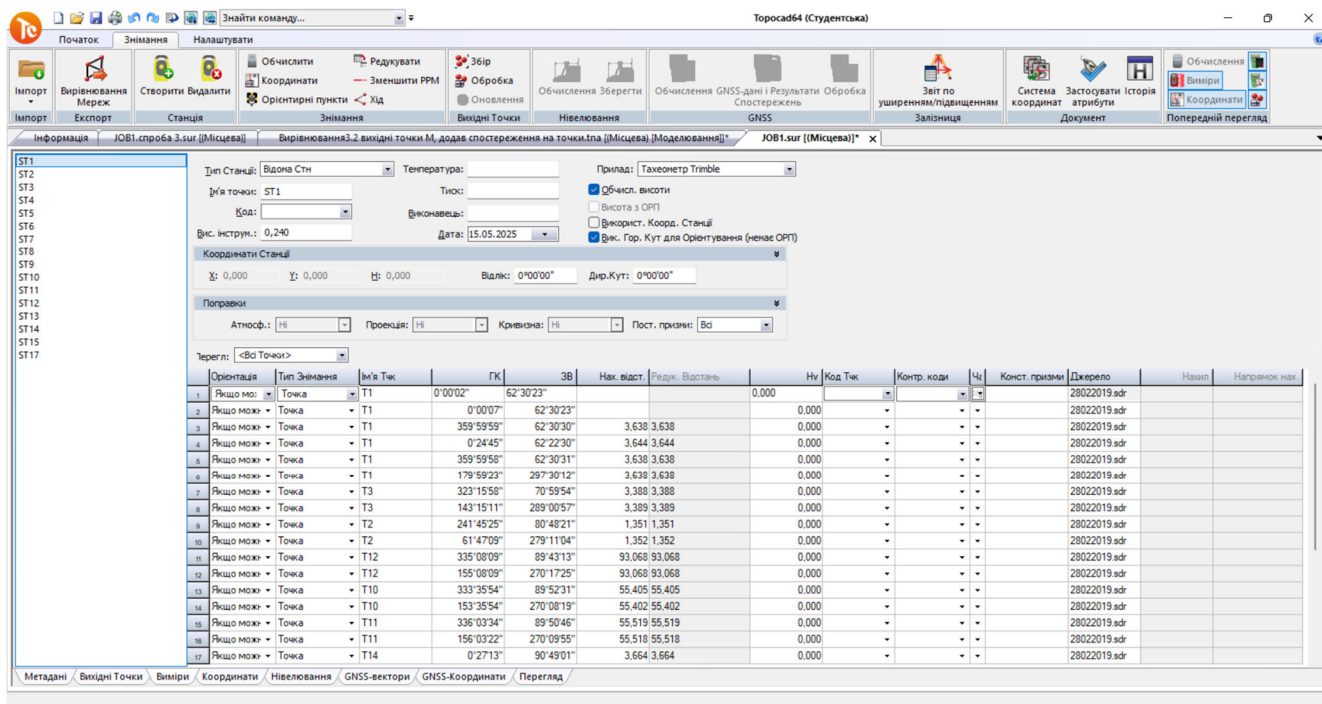 Знайти команду...
Topocad64 (Студентська)
Початок Знімання Налаштувати
Імпорт
Вирівнювання Мереж
Створити Видалити
Обчислити
Координати
Орієнтирні пункти
Редукувати
Зменшити PPM
Хід
Збір
Обробка
Оновлення
Обчислення Зберегти
Обчислення GNSS-дані і Результати Спостережень Обробка
Звіт по уширенням/підвищенням
Система координат
Застосувати атрибути
Історія
Обчислення
Виміри
Координати
Імпорт Експорт Станція Знімання Вихідні Точки Нівелювання GNSS Залізниця Документ Попередній перегляд
Інформація JOB1.спроба 3.sur [(Місцева)] Вирівнювання3.2 вихідні точки М, додав спостереження на точки.tna [(Місцева) [Моделювання]]* JOB1.sur [(Місцева)]* x
ST1
ST2
ST3
ST4
ST5
ST6
ST7
ST8
ST9
ST10
ST11
ST12
ST13
ST14
ST15
ST17
Тип Станції: Відома Стн Температура: Прилад: Тахеометр Trimble
Ім'я точки: ST1 Тиск: Обчисл. висоти
Висота з ОРП
Код: Виконавець: Використ. Коорд. Станції
Вис. інструм.: 0,240 Дата: 15.05.2025 Вик. Гор. Кут для Орієнтування (немає ОРП)
Координати Станції
X: 0,000 Y: 0,000 H: 0,000 Відлік: 0°00'00" Дир.Кут: 0°00'00"
Поправки
Атмосф.: Ні Проекція: Ні Кривизна: Ні Пост. призми: Всі
Перегл: <Всі Точки>
Орієнтація Тип Знімання Ім'я Тчк ГК ЗВ Нах. відст. Редук. Відстань Hv Код Тчк Контр. коди Ча Конст. призми Джерело Нахил Напрямок нах.
1 Якщо мо: Точка T1 0°00'02" 62°30'23" 0,000 28022019.sdr
2 Якщо можн Точка T1 0°00'07" 62°30'23" 0,000 28022019.sdr
3 Якщо можн Точка T1 359°59'59" 62°30'30" 3,638 3,638 0,000 28022019.sdr
4 Якщо можн Точка T1 0°24'45" 62°22'30" 3,644 3,644 0,000 28022019.sdr
5 Якщо можн Точка T1 359°59'58" 62°30'31" 3,638 3,638 0,000 28022019.sdr
6 Якщо можн Точка T1 179°59'23" 297°30'12" 3,638 3,638 0,000 28022019.sdr
7 Якщо можн Точка T3 323°15'58" 70°59'54" 3,388 3,388 0,000 28022019.sdr
8 Якщо можн Точка T3 143°15'11" 289°00'57" 3,389 3,389 0,000 28022019.sdr
9 Якщо можн Точка T2 241°45'25" 80°48'21" 1,351 1,351 0,000 28022019.sdr
10 Якщо можн Точка T2 61°47'09" 279°11'04" 1,352 1,352 0,000 28022019.sdr
11 Якщо можн Точка T12 335°08'09" 89°43'13" 93,068 93,068 0,000 28022019.sdr
12 Якщо можн Точка T12 155°08'09" 270°17'25" 93,068 93,068 0,000 28022019.sdr
13 Якщо можн Точка T10 333°35'54" 89°52'31" 55,405 55,405 0,000 28022019.sdr
14 Якщо можн Точка T10 153°35'54" 270°08'19" 55,402 55,402 0,000 28022019.sdr
15 Якщо можн Точка T11 336°03'34" 89°50'46" 55,519 55,519 0,000 28022019.sdr
16 Якщо можн Точка T11 156°03'22" 270°09'55" 55,518 55,518 0,000 28022019.sdr
17 Якщо можн Точка T14 0°27'13" 90°49'01" 3,664 3,664 0,000 28022019.sdr
Метадані Вихідні Точки Виміри Координати Нівелювання GNSS-вектори GNSS-Координати Перегляд